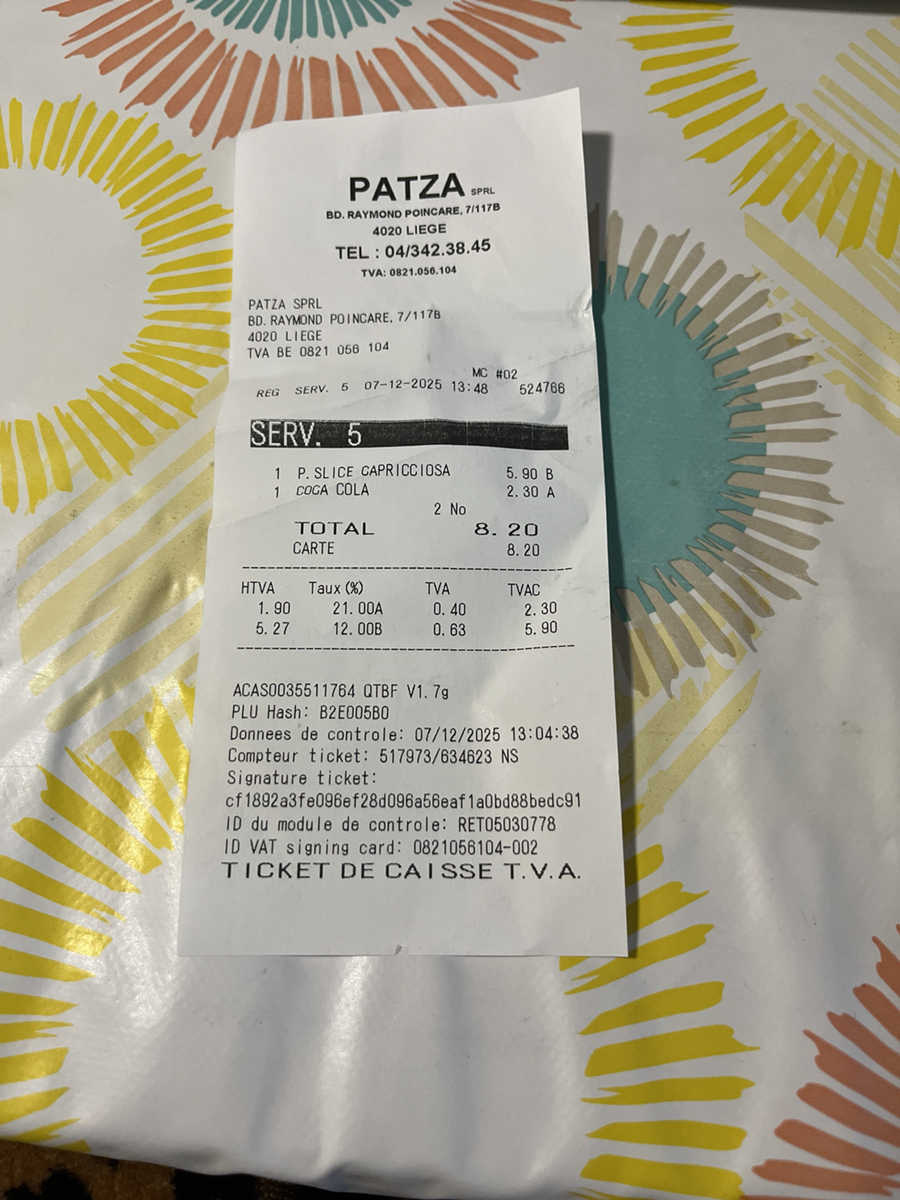 PATZA SPRL
BD. RAYMOND POINCARE, 7/117B
4020 LIEGE
TEL : 04/342.38.45
TVA: 0821.056.104
PATZA SPRL
BD. RAYMOND POINCARE. 7/117B
4020 LIEGE
TVA BE 0821 056 104
MC #02
REG SERV. 5 07-12-2025 13:48 524766
SERV. 5
1 P. SLICE CAPRICCIOSA 5.90 B
1 COCA COLA 2.30 A
2 No
TOTAL 8.20
CARTE 8.20
HTVA Taux (%) TVA TVAC
1.90 21.00A 0.40 2.30
5.27 12.00B 0.63 5.90
ACAS0035511764 QTBF V1.7g
PLU Hash: B2E005B0
Donnees de controle: 07/12/2025 13:04:38
Compteur ticket: 517973/634623 NS
Signature ticket:
cf1892a3fe096ef28d096a56eaf1a0bd88bedc91
ID du module de controle: RET05030778
ID VAT signing card: 0821056104-002
TICKET DE CAISSE T.V.A.